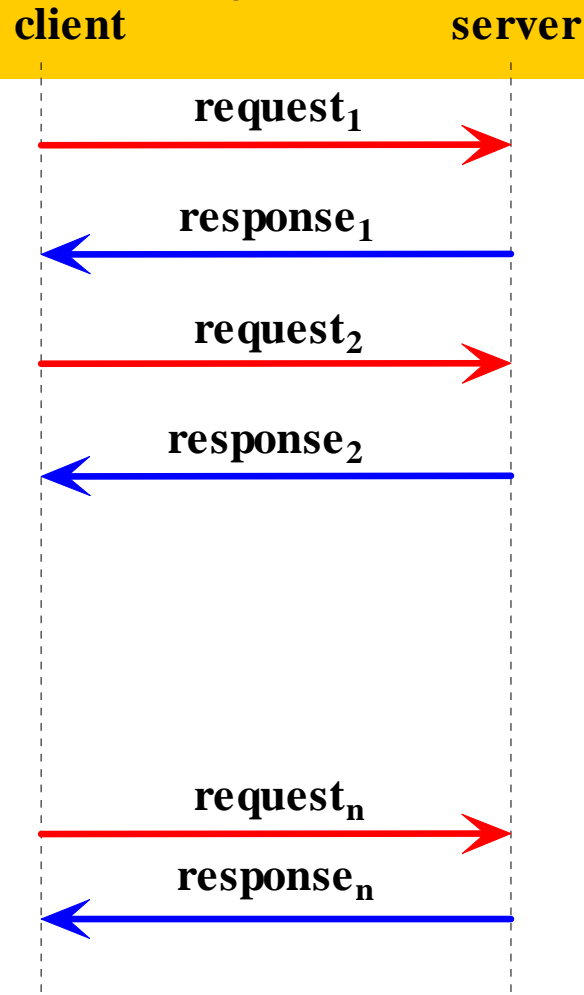 client server
request₁
response₁
request₂
response₂
requestₙ
responseₙ